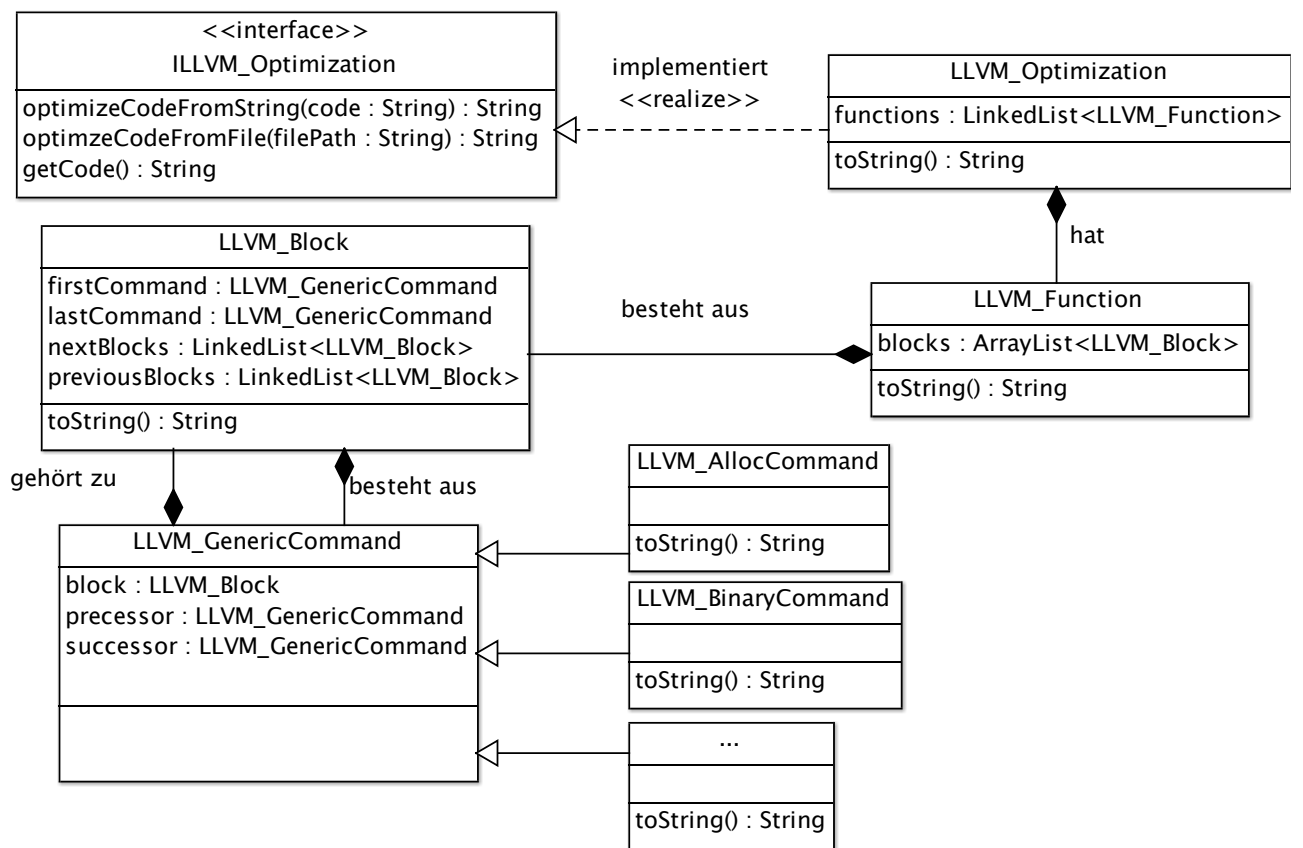 <<interface>>
ILLVM_Optimization
optimizeCodeFromString(code : String) : String
optimzeCodeFromFile(filePath : String) : String
getCode() : String
implementiert
<<realize>>
LLVM_Optimization
functions : LinkedList<LLVM_Function>
toString() : String
hat
LLVM_Block
firstCommand : LLVM_GenericCommand
lastCommand : LLVM_GenericCommand
nextBlocks : LinkedList<LLVM_Block>
previousBlocks : LinkedList<LLVM_Block>
toString() : String
besteht aus
LLVM_Function
blocks : ArrayList<LLVM_Block>
toString() : String
gehört zu
besteht aus
LLVM_GenericCommand
block : LLVM_Block
precessor : LLVM_GenericCommand
successor : LLVM_GenericCommand
LLVM_AllocCommand
toString() : String
LLVM_BinaryCommand
toString() : String
...
toString() : String